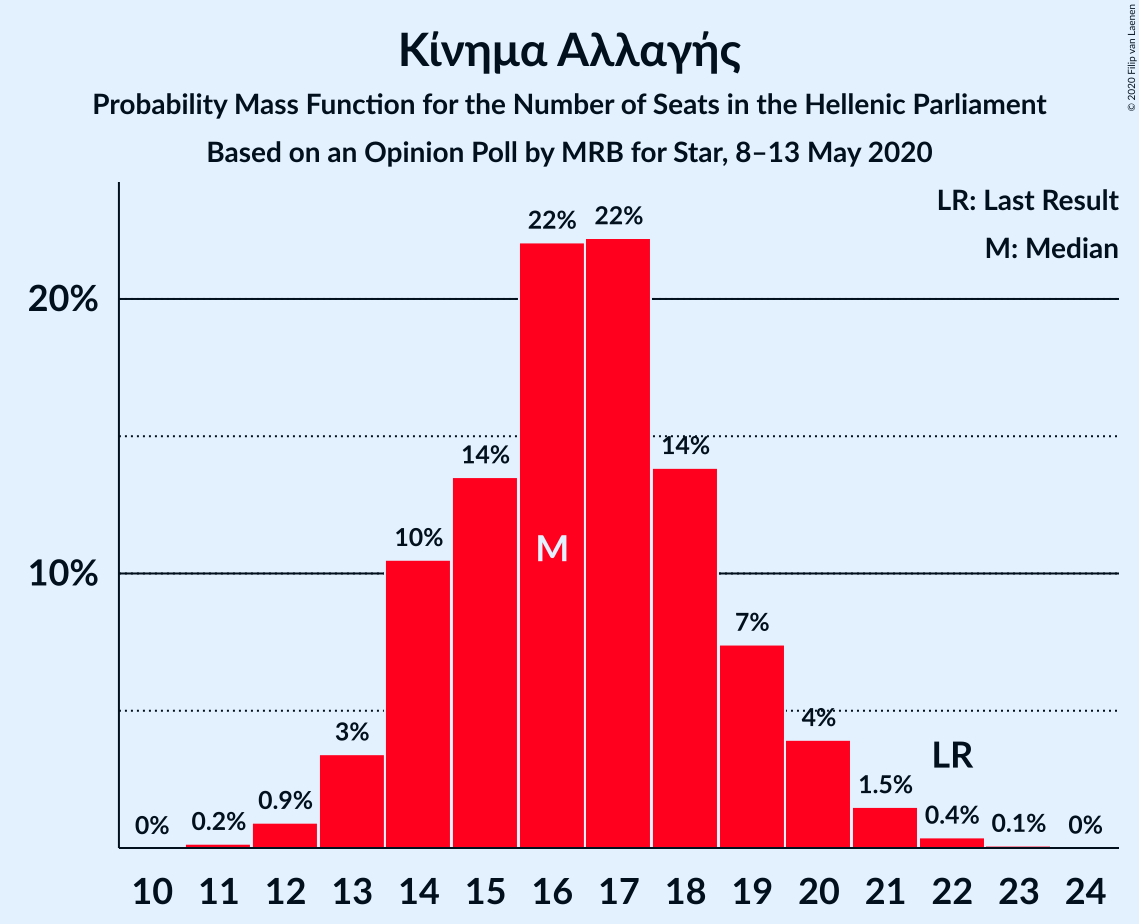 Κίνημα Αλλαγής
Probability Mass Function for the Number of Seats in the Hellenic Parliament
Based on an Opinion Poll by MRB for Star, 8–13 May 2020
© 2020 Filip van Laenen
LR: Last Result
M: Median
20%
10%
0%
0.2%
0.9%
3%
10%
14%
22%
22%
14%
7%
4%
1.5%
0.4%
0.1%
0%
M
LR
10 11 12 13 14 15 16 17 18 19 20 21 22 23 24